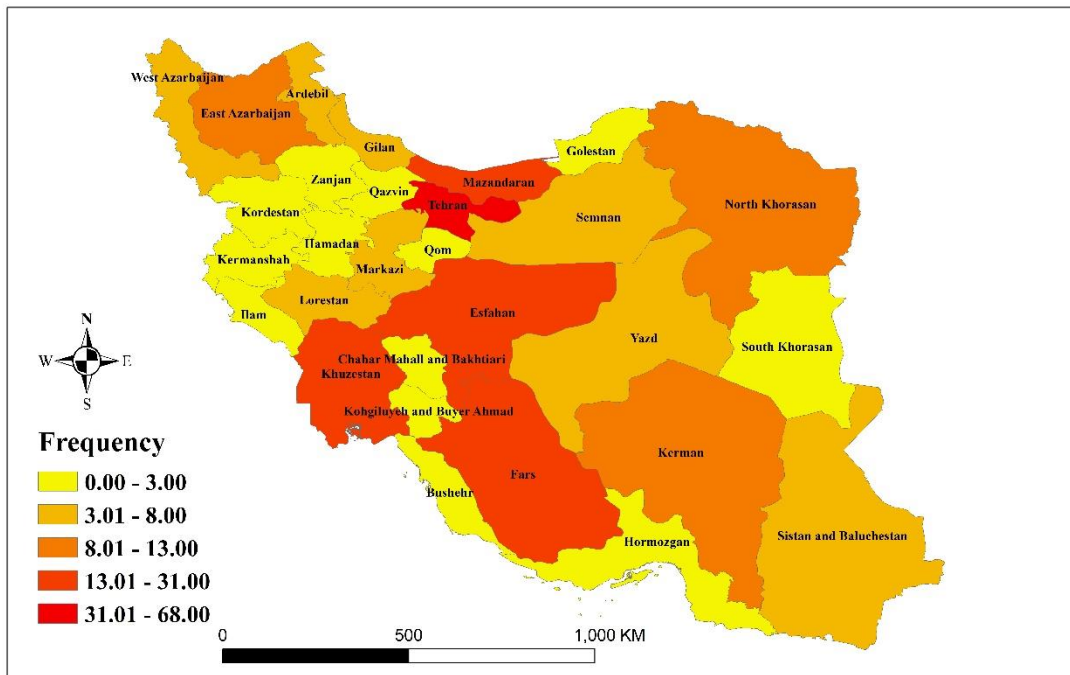 West Azarbaijan
Ardebil
East Azarbaijan
Gilan
Golestan
Zanjan
Mazandaran
Qazvin
Tehran
North Khorasan
Kordestan
Semnan
Hamadan
Qom
Kermanshah
Markazi
Lorestan
Ilam
Esfahan
Yazd
South Khorasan
Chahar Mahall and Bakhtiari
Khuzestan
Kohgiluyeh and Buyer Ahmad
Kerman
Fars
Bushehr
Sistan and Baluchestan
Hormozgan
N
W
E
S
Frequency
0.00 - 3.00
3.01 - 8.00
8.01 - 13.00
13.01 - 31.00
31.01 - 68.00
0 500 1,000 KM